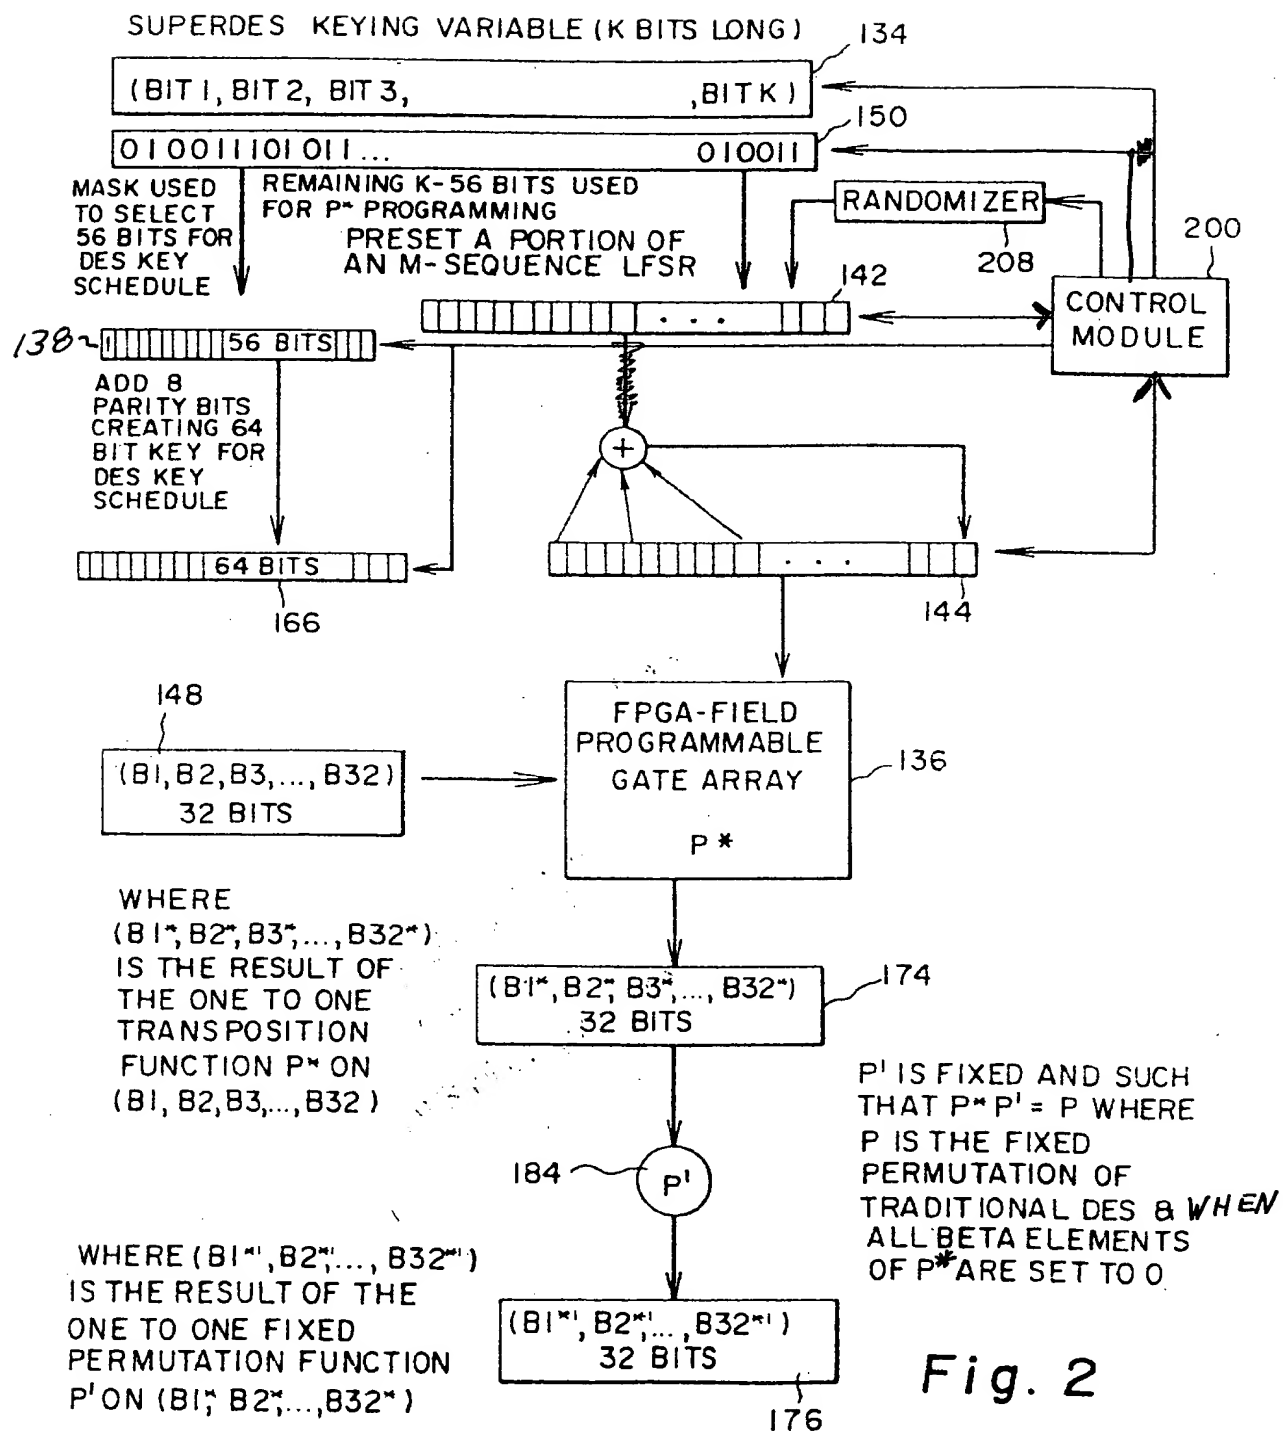 SUPERDES KEYING VARIABLE (K BITS LONG)
134
(BIT 1, BIT 2, BIT 3, ,BIT K)
150
010011101011... 010011
MASK USED
TO SELECT
56 BITS FOR
DES KEY
SCHEDULE
REMAINING K-56 BITS USED
FOR P* PROGRAMMING
PRESET A PORTION OF
AN M-SEQUENCE LFSR
RANDOMIZER
208
200
CONTROL
MODULE
142
. . .
138
1 56 BITS
ADD 8
PARITY BITS
CREATING 64
BIT KEY FOR
DES KEY
SCHEDULE
+
64 BITS
166
. . .
144
148
(B1, B2, B3, ..., B32)
32 BITS
FPGA-FIELD
PROGRAMMABLE
GATE ARRAY
P*
136
WHERE
(B1*, B2*, B3*, ..., B32*)
IS THE RESULT OF
THE ONE TO ONE
TRANSPOSITION
FUNCTION P* ON
(B1, B2, B3, ..., B32)
(B1*, B2*, B3*, ..., B32*)
32 BITS
174
184
P'
P' IS FIXED AND SUCH
THAT P* P' = P WHERE
P IS THE FIXED
PERMUTATION OF
TRADITIONAL DES & WHEN
ALL BETA ELEMENTS
OF P* ARE SET TO 0
WHERE (B1*', B2*', ..., B32*')
IS THE RESULT OF THE
ONE TO ONE FIXED
PERMUTATION FUNCTION
P' ON (B1*, B2*, ..., B32*)
(B1*', B2*', ..., B32*')
32 BITS
176
Fig. 2